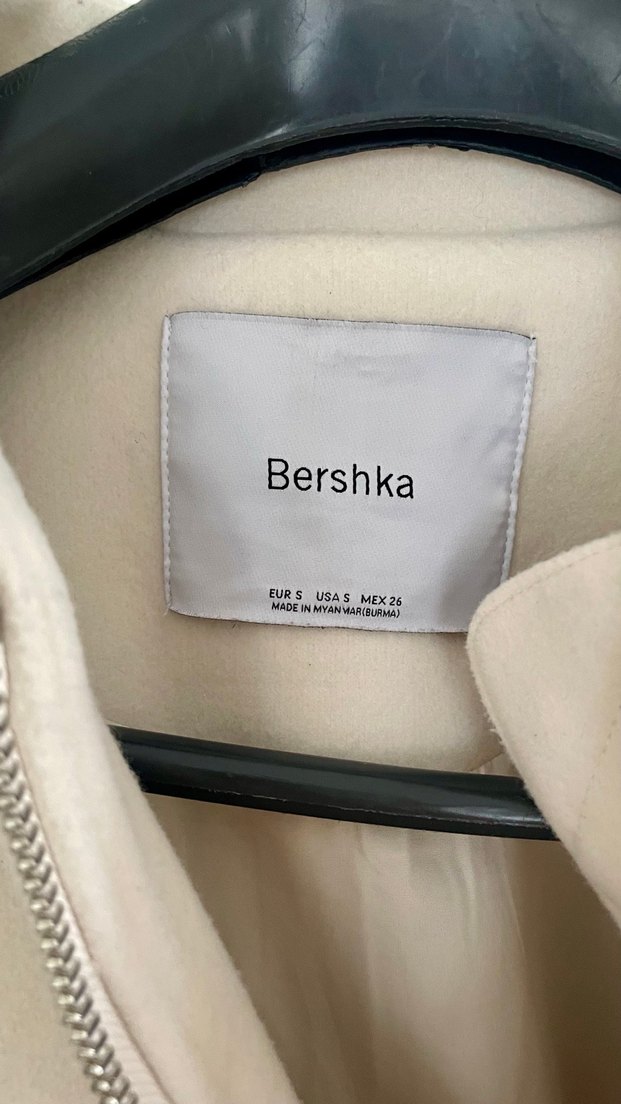 Bershka
EUR S USA S MEX 26
MADE IN MYANMAR(BURMA)